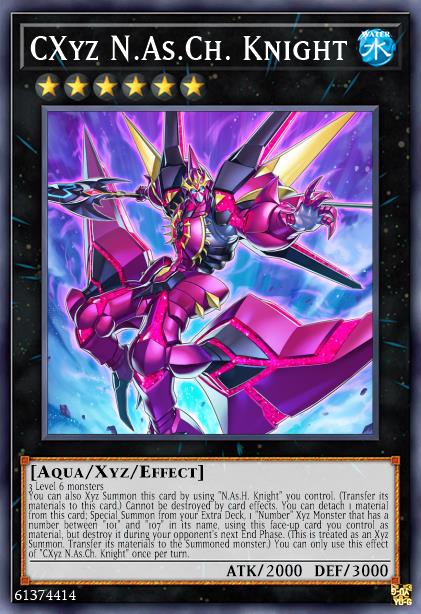 CXyz N.As.Ch. Knight
WATER
水
[Aqua/Xyz/Effect]
3 Level 6 monsters
You can also Xyz Summon this card by using "N.As.H. Knight" you control. (Transfer its
materials to this card.) Cannot be destroyed by card effects. You can detach 1 material
from this card; Special Summon from your Extra Deck, 1 "Number" Xyz Monster that has a
number between "101" and "107" in its name, using this face-up card you control as
material, but destroy it during your opponent's next End Phase. (This is treated as an Xyz
Summon. Transfer its materials to the Summoned monster.) You can only use this effect
of "CXyz N.As.Ch. Knight" once per turn.
ATK/2000 DEF/3000
61374414